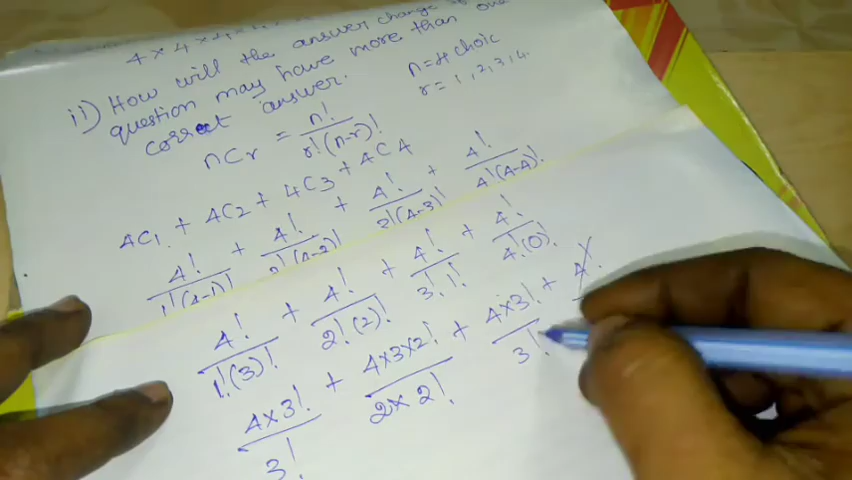 4 × 4 × 4 ×
ii) How will the answer change
question may have more than one
correct answer.
n = # choic
r = 1, 2, 3, 4.
nCr = n! / r!(n-r)!
4C1 + 4C2 + 4C3 + 4C4
4! / 1!(4-1)! + 4! / 2!(4-2)! + 4! / 3!(4-3)! + 4! / 4!(4-4)!
4! / 1!(3)! + 4! / 2!(2)! + 4! / 3! 1! + 4! / 4!(0)!
4×3! / 3! + 4×3×2! / 2×2! + 4×3! / 3! + 4!